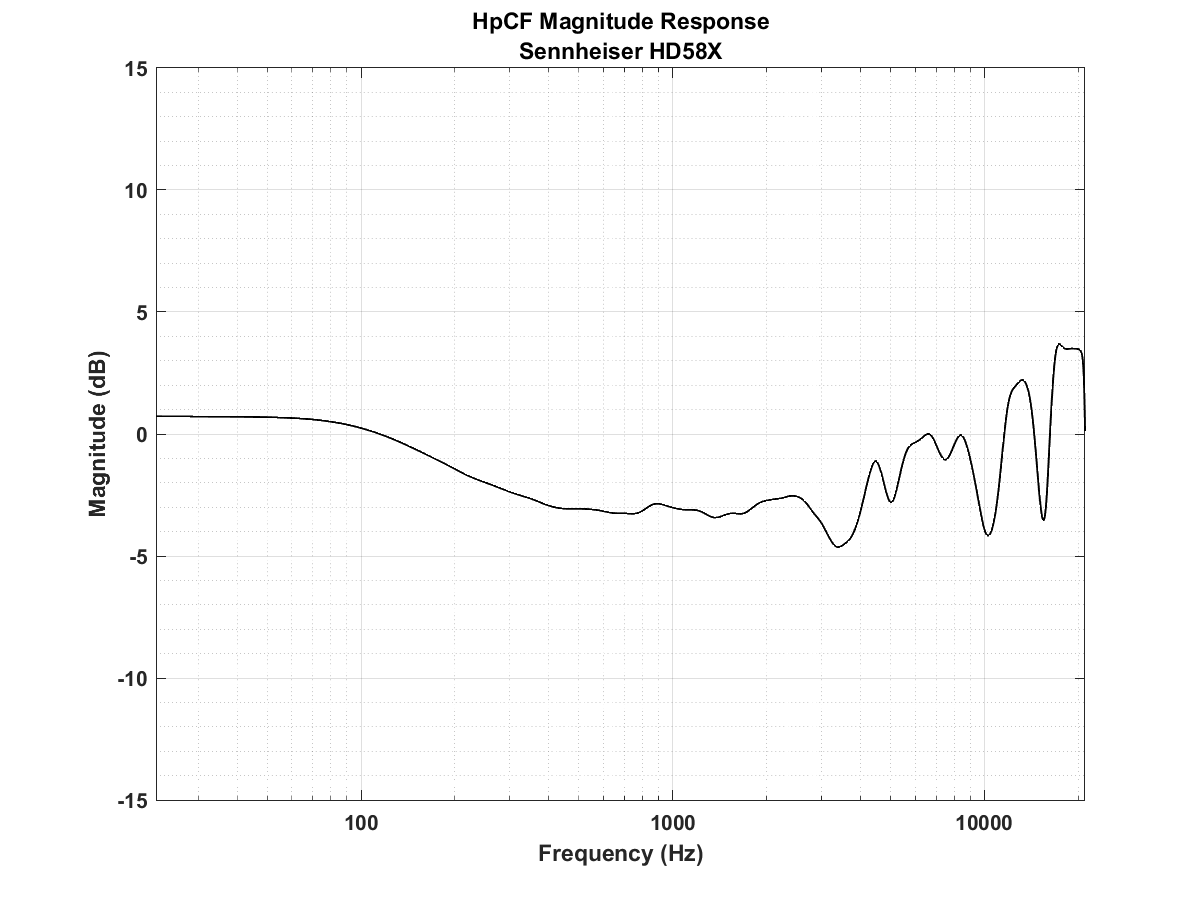 HpCF Magnitude Response
Sennheiser HD58X
15
10
5
0
-5
-10
-15
Magnitude (dB)
100
1000
10000
Frequency (Hz)